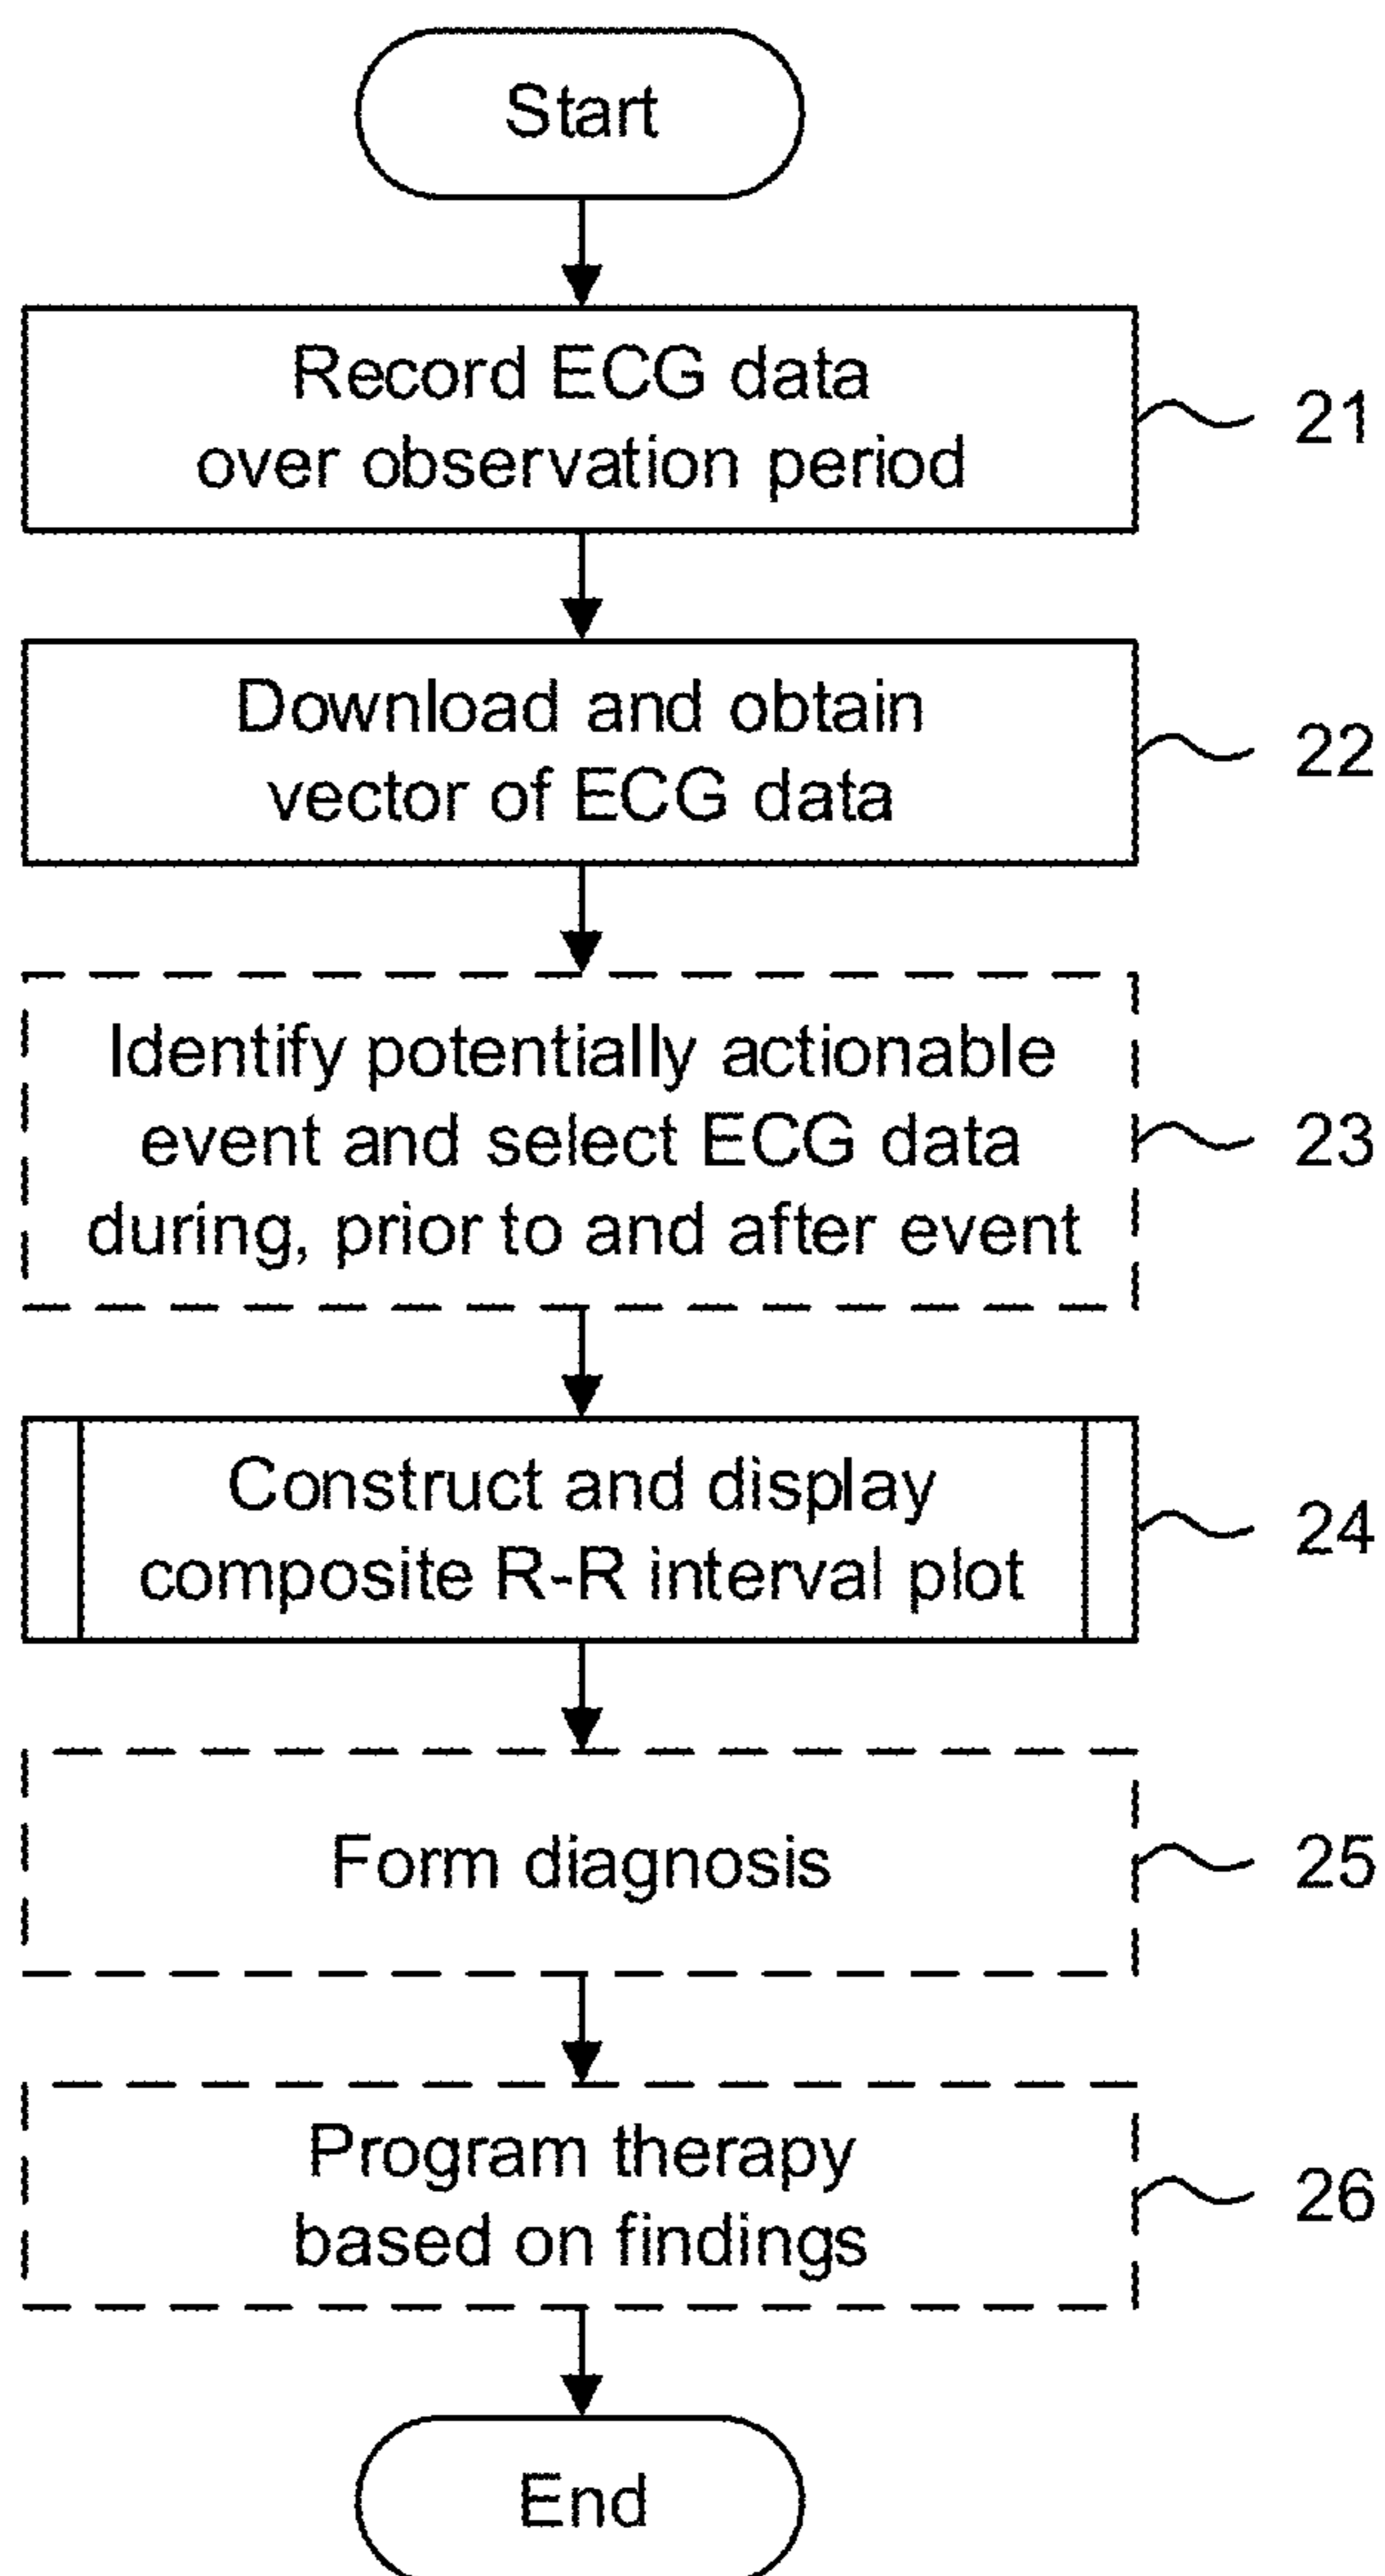 Start
Record ECG data
over observation period
21
Download and obtain
vector of ECG data
22
Identify potentially actionable
event and select ECG data
during, prior to and after event
23
Construct and display
composite R-R interval plot
24
Form diagnosis
25
Program therapy
based on findings
26
End